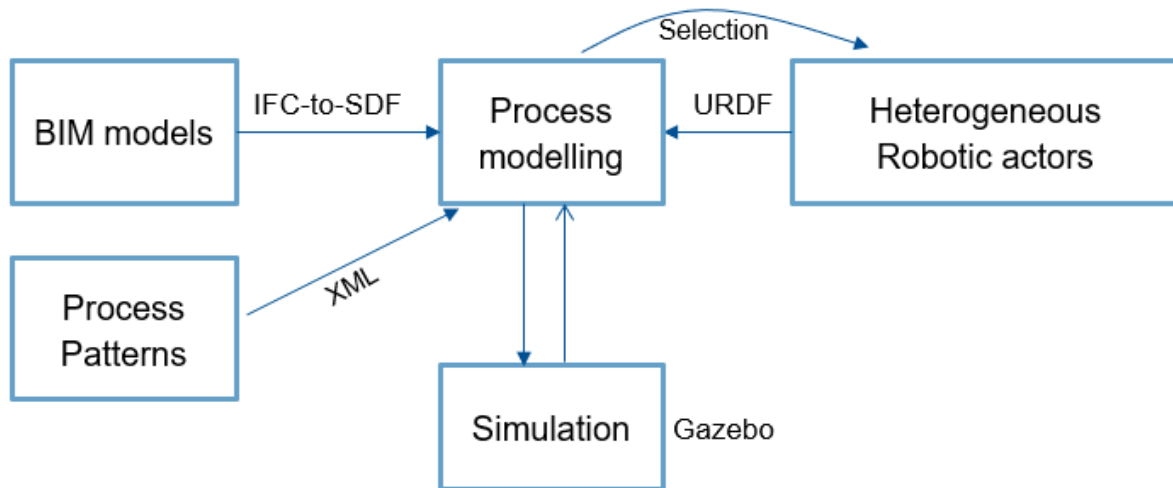 Selection
BIM models
IFC-to-SDF
Process
modelling
URDF
Heterogeneous
Robotic actors
Process
Patterns
XML
Simulation
Gazebo